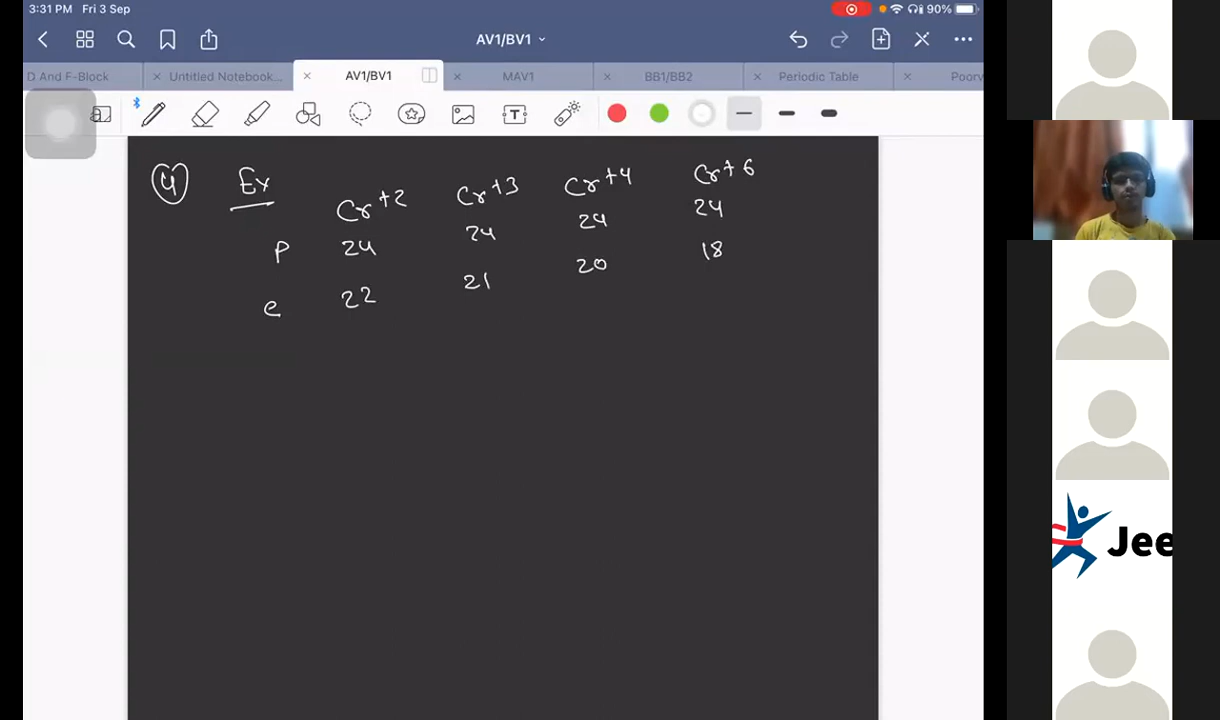 3:31 PM Fri 3 Sep 90%
AV1/BV1
D And F-Block Untitled Notebook... AV1/BV1 MAV1 BB1/BB2 Periodic Table Poorv
4 Ex Cr+2 Cr+3 Cr+4 Cr+6
P 24 24 24 24
e 22 21 20 18
Jee